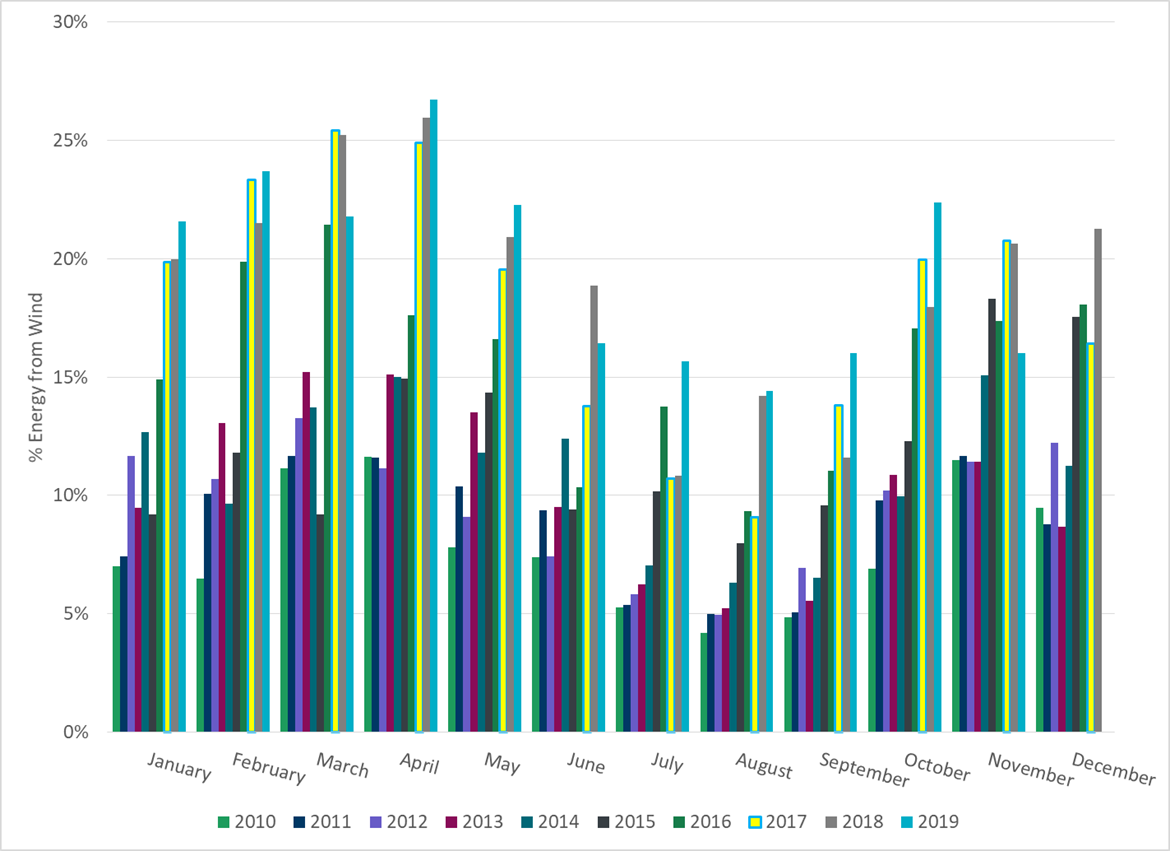 30%
25%
20%
15%
10%
5%
0%
% Energy from Wind
January February March April May June July August September October November December
2010 2011 2012 2013 2014 2015 2016 2017 2018 2019